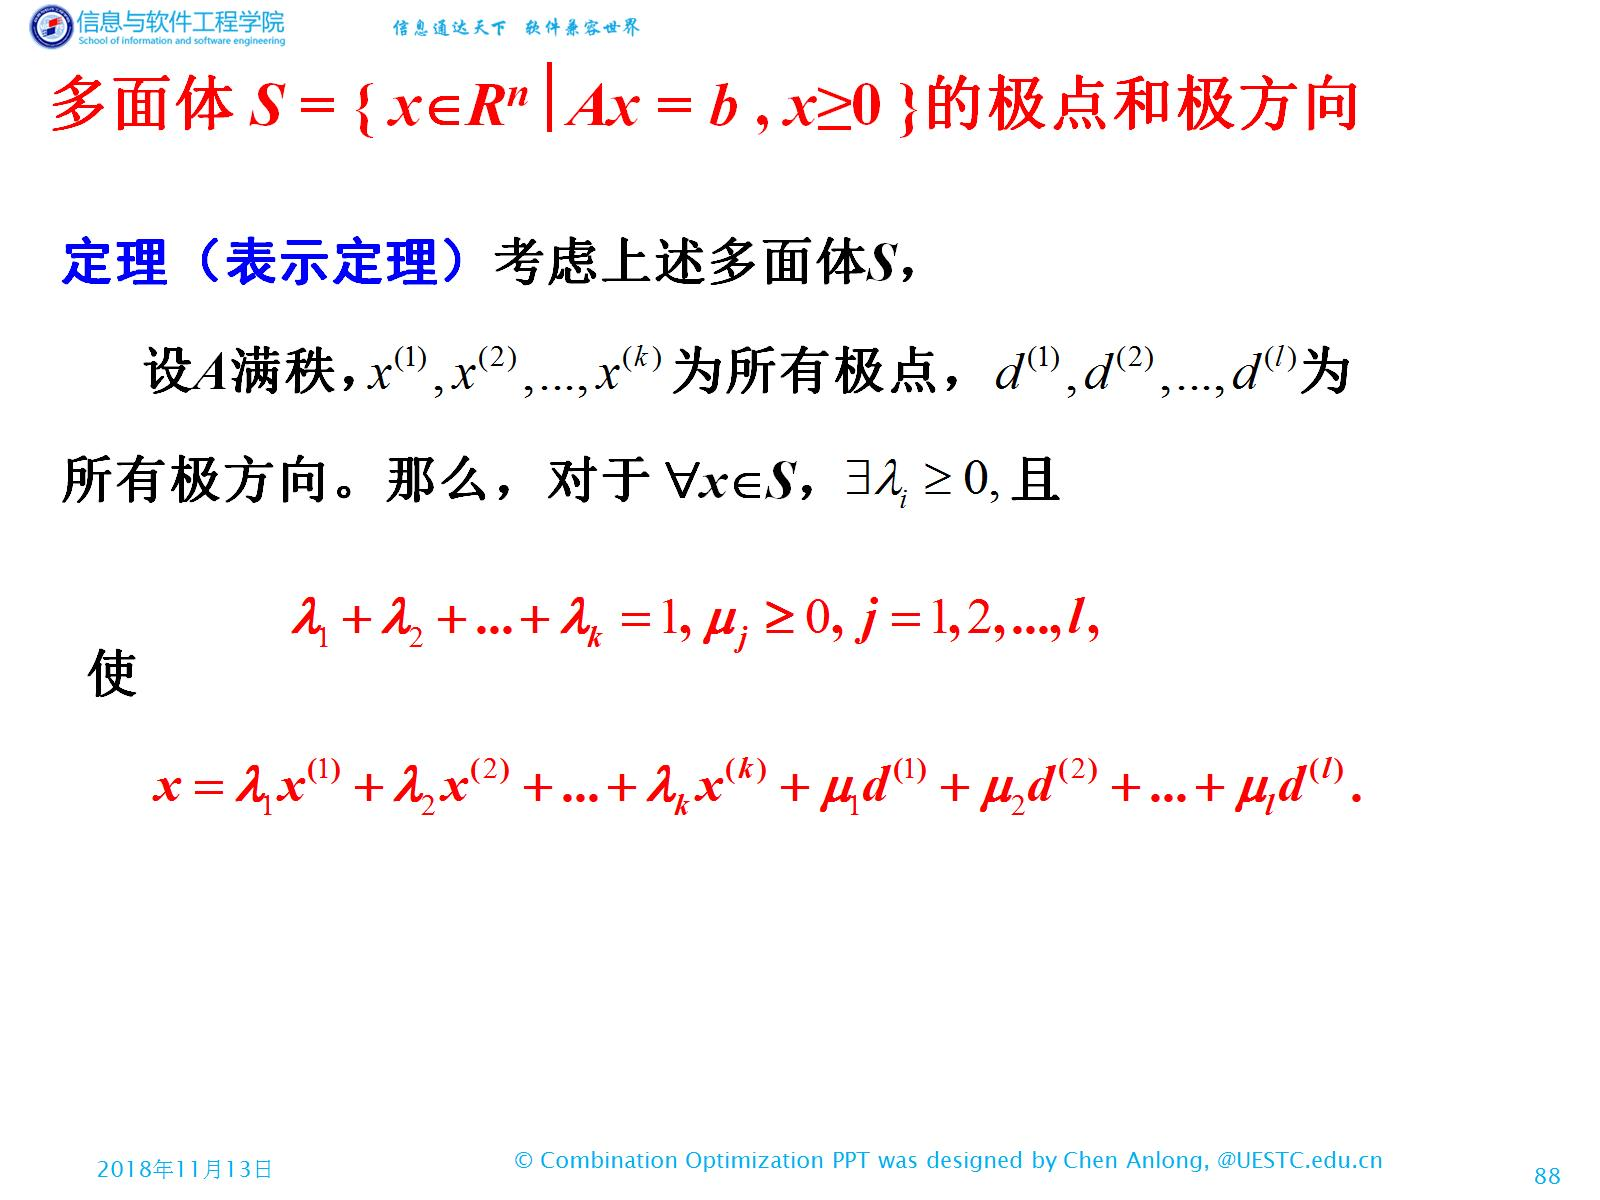 信息与软件工程学院
School of information and software engineering
信息通达天下 软件兼容世界
多面体 S = { x∈Rⁿ│Ax = b , x≥0 }的极点和极方向
定理（表示定理）考虑上述多面体S，
设A满秩，x⁽¹⁾, x⁽²⁾,..., x⁽ᵏ⁾ 为所有极点，d⁽¹⁾, d⁽²⁾,..., d⁽ˡ⁾ 为
所有极方向。那么，对于 ∀x∈S，∃λᵢ ≥ 0, 且
λ₁ + λ₂ + ... + λₖ = 1, μⱼ ≥ 0, j = 1, 2, ..., l,
使
x = λ₁x⁽¹⁾ + λ₂x⁽²⁾ + ... + λₖx⁽ᵏ⁾ + μ₁d⁽¹⁾ + μ₂d⁽²⁾ + ... + μₗd⁽ˡ⁾.
2018年11月13日
© Combination Optimization PPT was designed by Chen Anlong, @UESTC.edu.cn
88